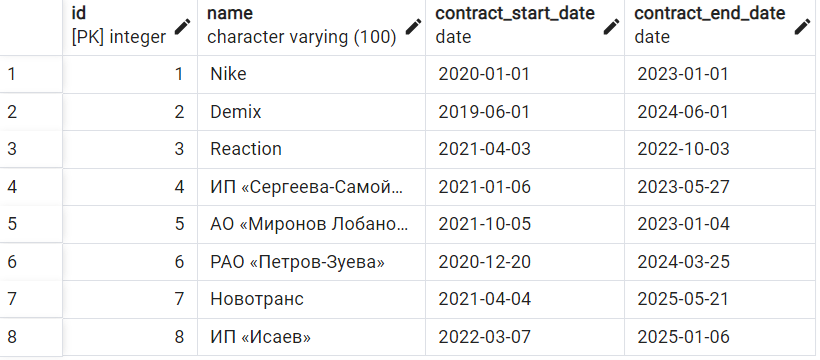 id name contract_start_date contract_end_date
[PK] integer character varying (100) date date
1 1 Nike 2020-01-01 2023-01-01
2 2 Demix 2019-06-01 2024-06-01
3 3 Reaction 2021-04-03 2022-10-03
4 4 ИП «Сергеева-Самой… 2021-01-06 2023-05-27
5 5 АО «Миронов Лобано… 2021-10-05 2023-01-04
6 6 РАО «Петров-Зуева» 2020-12-20 2024-03-25
7 7 Новотранс 2021-04-04 2025-05-21
8 8 ИП «Исаев» 2022-03-07 2025-01-06